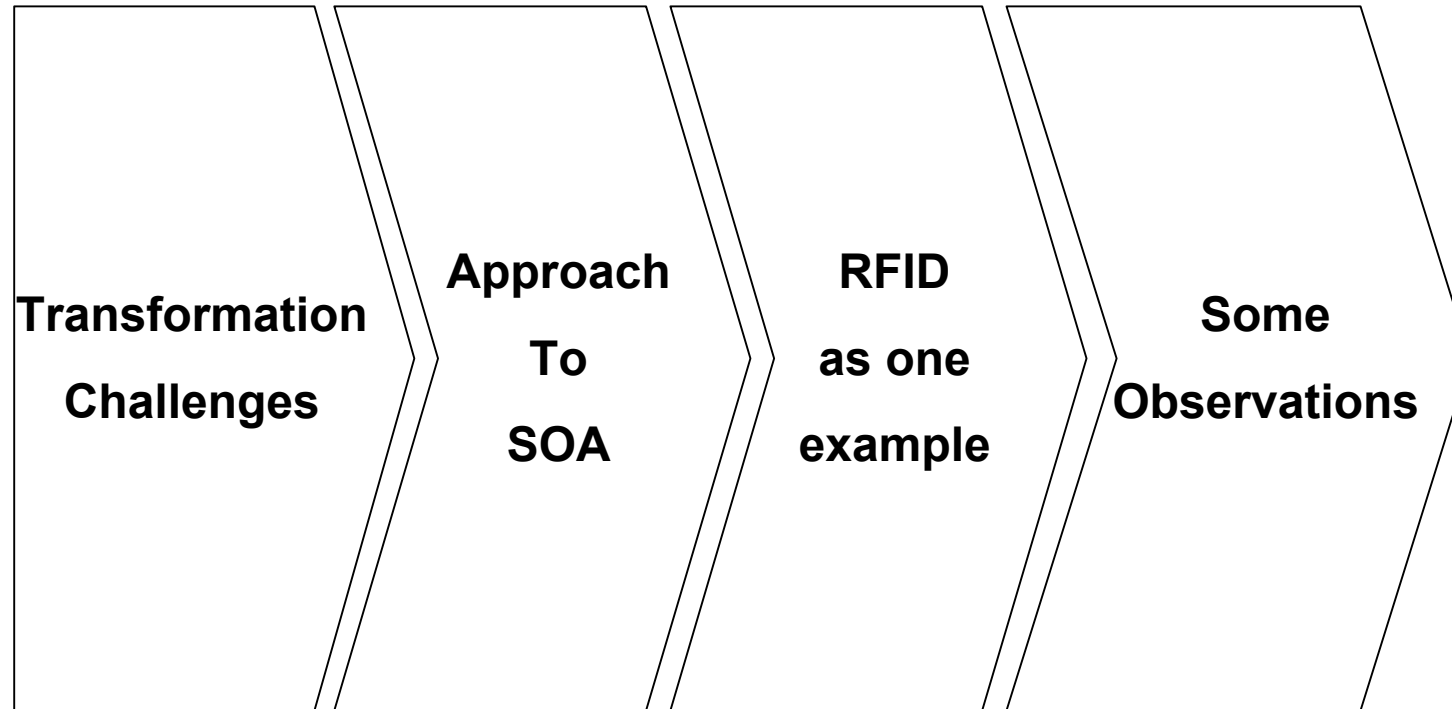 Transformation
Challenges
Approach
To
SOA
RFID
as one
example
Some
Observations